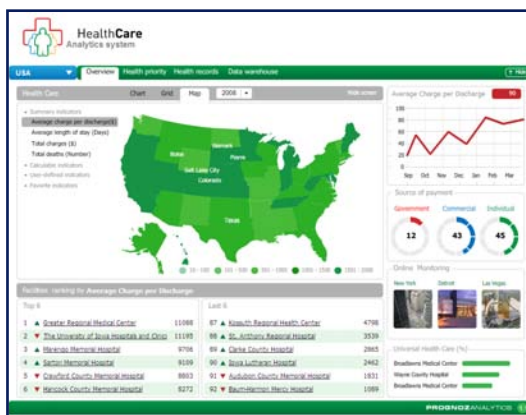 HealthCare
Analytics system
USA
Overview Health priority Health records Data warehouse
Health Care
Chart Grid Map 2008
Hide screen
Summary indicators
Average charge per discharge($)
Average length of stay (Days)
Total charges ($)
Total deaths (Number)
Calculator indicators
User-defined indicators
Favorite indicators
Boise
Salt Lake City
Colorado
Texas
Facilities ranking by Average Charge per Discharge
Top 6
1 Greater Regional Medical Center 11088
2 The University of Iowa Hospitals and Clinics 11195
3 Marengo Memorial Hospital 9706
4 Sartori Memorial Hospital 9109
5 Crawford County Memorial Hospital 8803
6 Hancock County Memorial Hospital 8272
Last 6
87 Kossuth Regional Health Center 4798
88 St. Anthony Regional Hospital 3539
89 Clarke County Hospital 2865
90 Iowa Lutheran Hospital 2462
91 Audubon County Memorial Hospital 1831
92 Baum-Harmon Mercy Hospital 1089
Average Charge per Discharge 90
100
80
60
40
20
0
Sep Oct Nov Dec Jan Feb Mar
Source of payment
Government Commercial Individual
12 43 45
Online Monitoring
New York Detroit Las Vegas
Universal Health Care (%)
Broadlawns Medical Center
Wayne County Hospital
Broadlawns Medical Center
PROGNOZ ANALYTICS